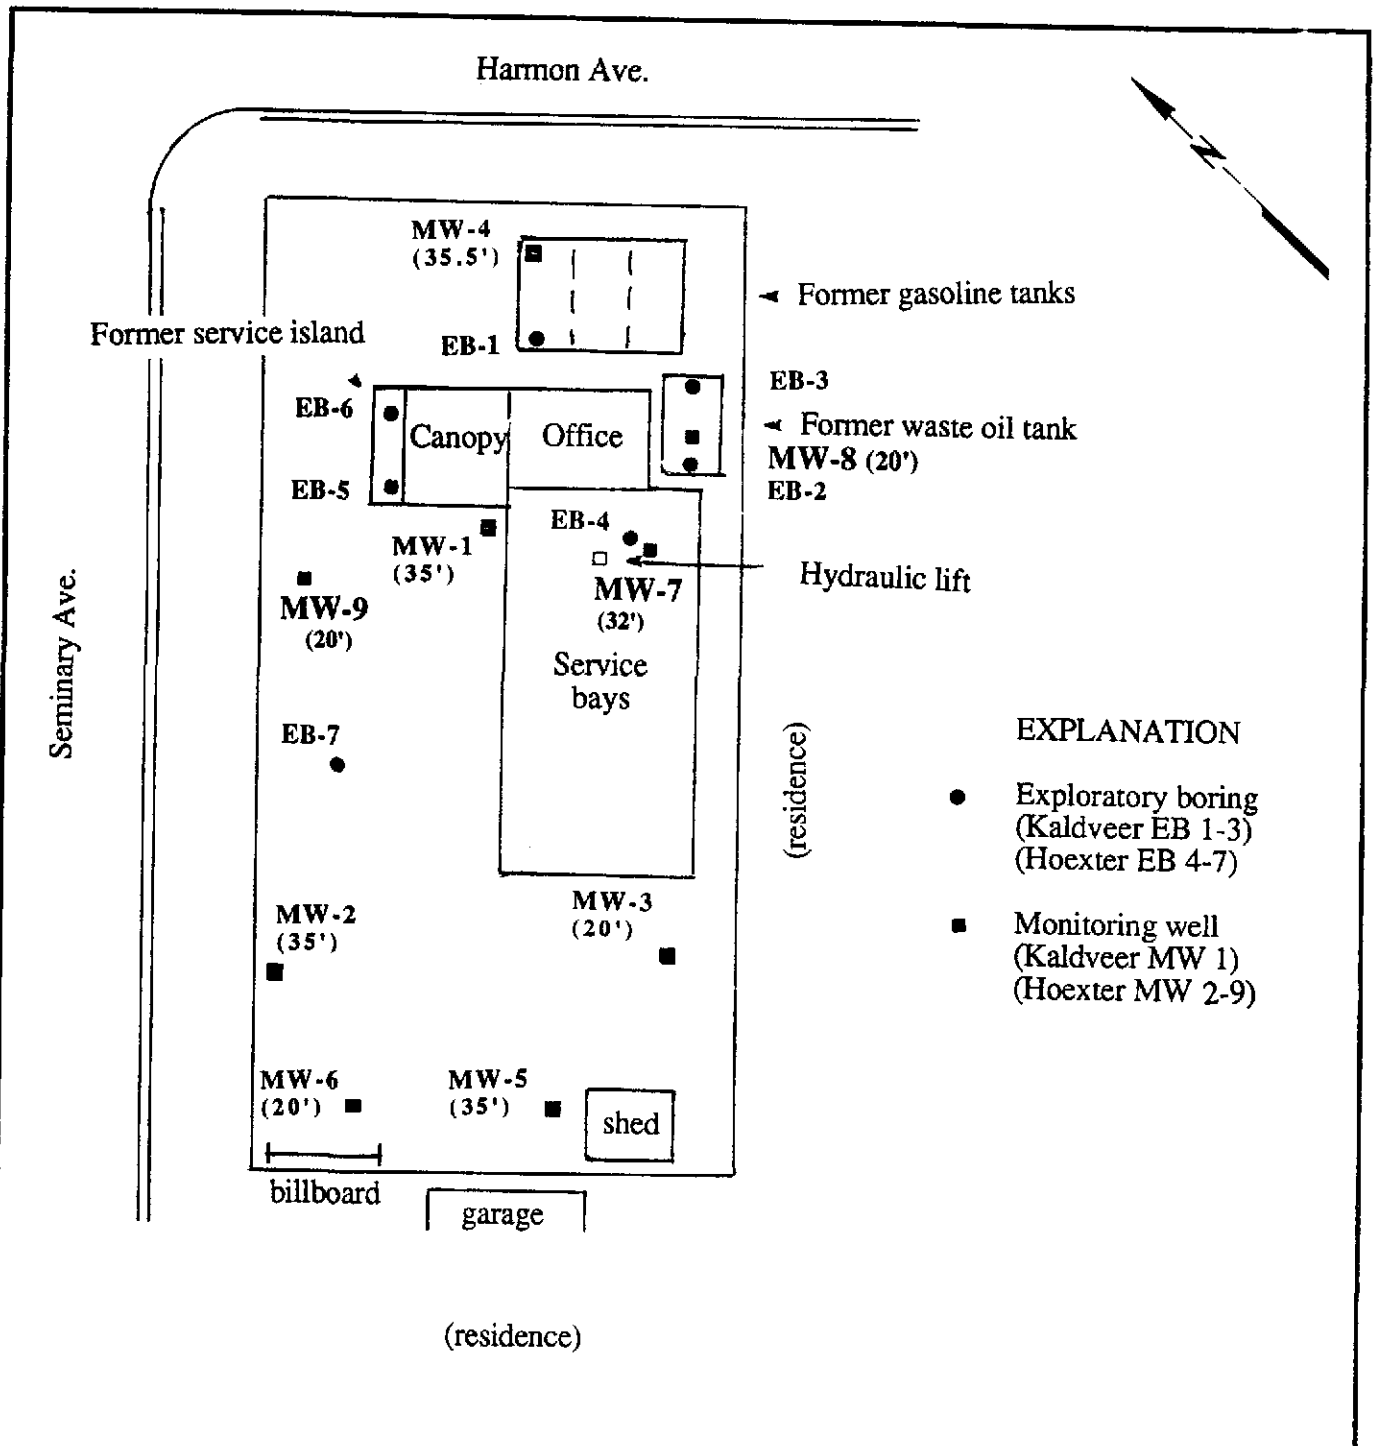 Harmon Ave.
N
MW-4
(35.5')
Former gasoline tanks
Former service island
EB-1
EB-3
EB-6
Canopy
Office
Former waste oil tank
MW-8 (20')
EB-5
EB-2
EB-4
MW-1
(35')
Hydraulic lift
MW-7
(32')
MW-9
(20')
Seminary Ave.
Service
bays
EB-7
(residence)
EXPLANATION
Exploratory boring
(Kaldveer EB 1-3)
(Hoexter EB 4-7)
MW-2
(35')
MW-3
(20')
Monitoring well
(Kaldveer MW 1)
(Hoexter MW 2-9)
MW-6
(20')
MW-5
(35')
shed
billboard
garage
(residence)